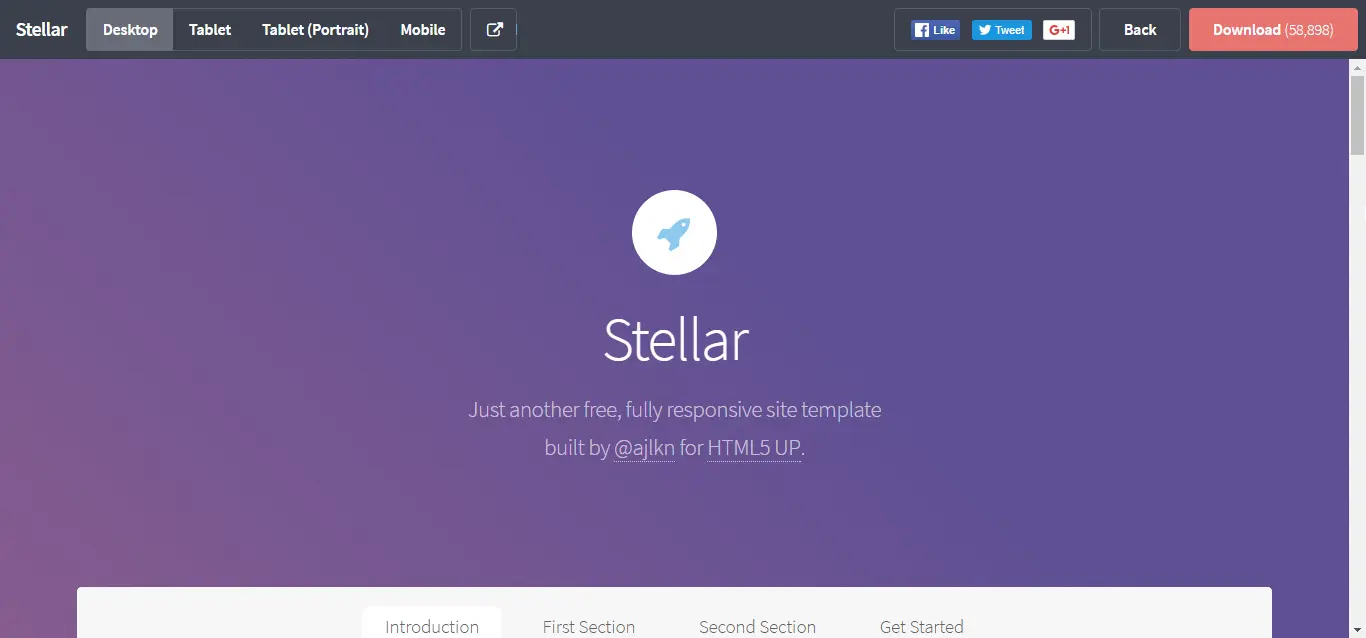 Stellar Desktop Tablet Tablet (Portrait) Mobile Like Tweet G+1 Back Download (58,898)
Stellar
Just another free, fully responsive site template
built by @ajlkn for HTML5 UP.
Introduction First Section Second Section Get Started